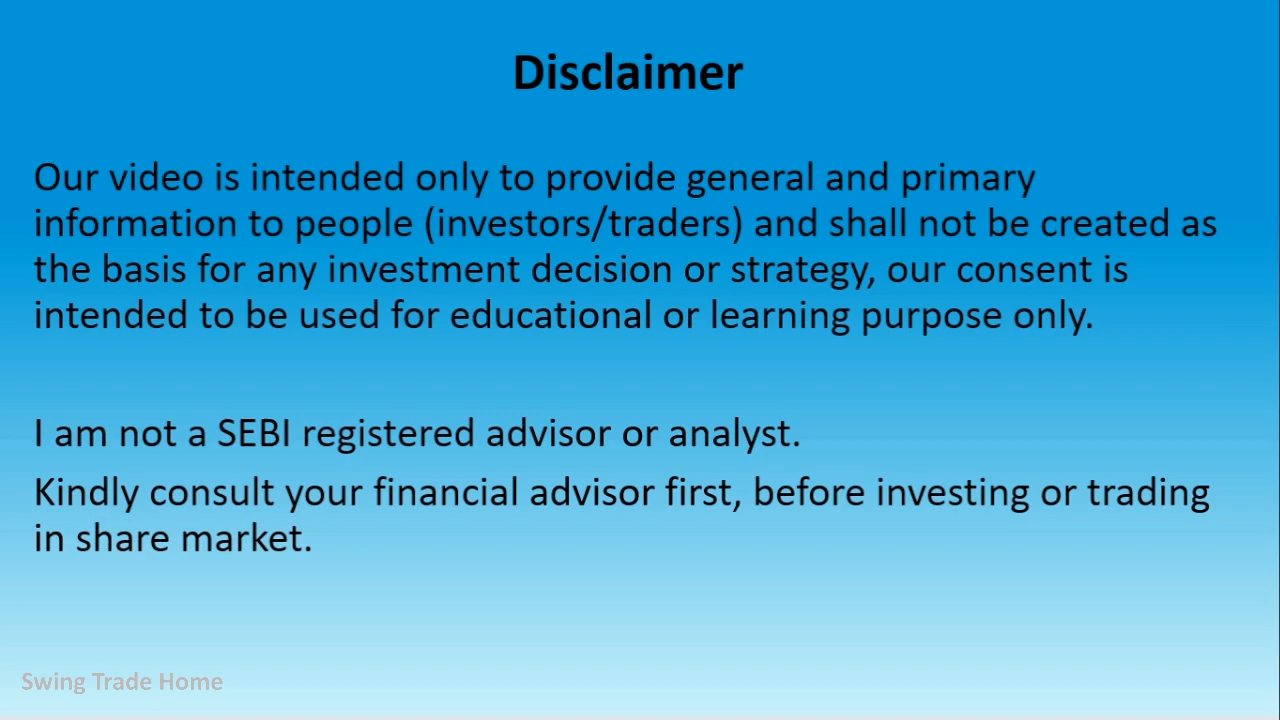 Disclaimer
Our video is intended only to provide general and primary
information to people (investors/traders) and shall not be created as
the basis for any investment decision or strategy, our consent is
intended to be used for educational or learning purpose only.
I am not a SEBI registered advisor or analyst.
Kindly consult your financial advisor first, before investing or trading
in share market.
Swing Trade Home